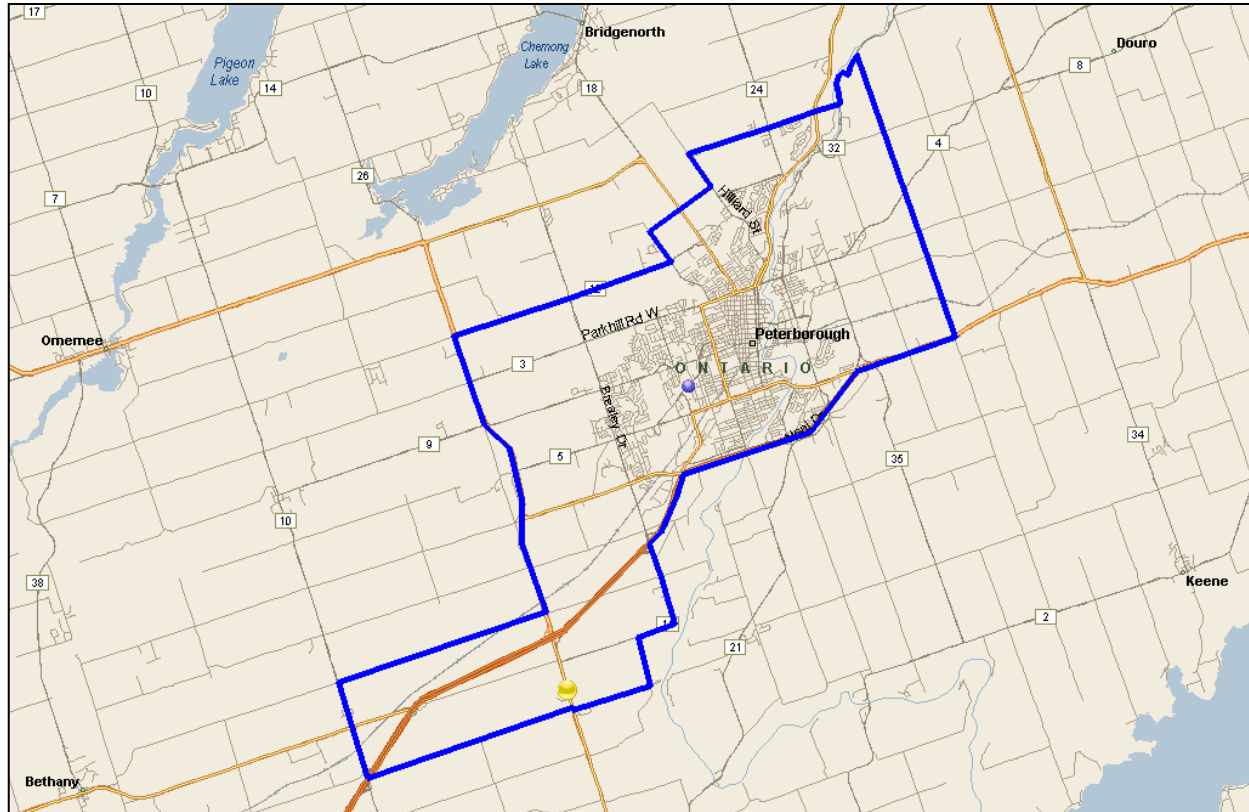 17
Bridgenorth
Chemong
Lake
Douro
Pigeon
Lake
8
10
14
18
24
32
4
26
7
Hilliard St
12
Parkhill Rd W
Omemee
Peterborough
3
ONTARIO
Brealey Dr
Neal Dr
9
5
34
35
10
38
Keene
2
21
Bethany